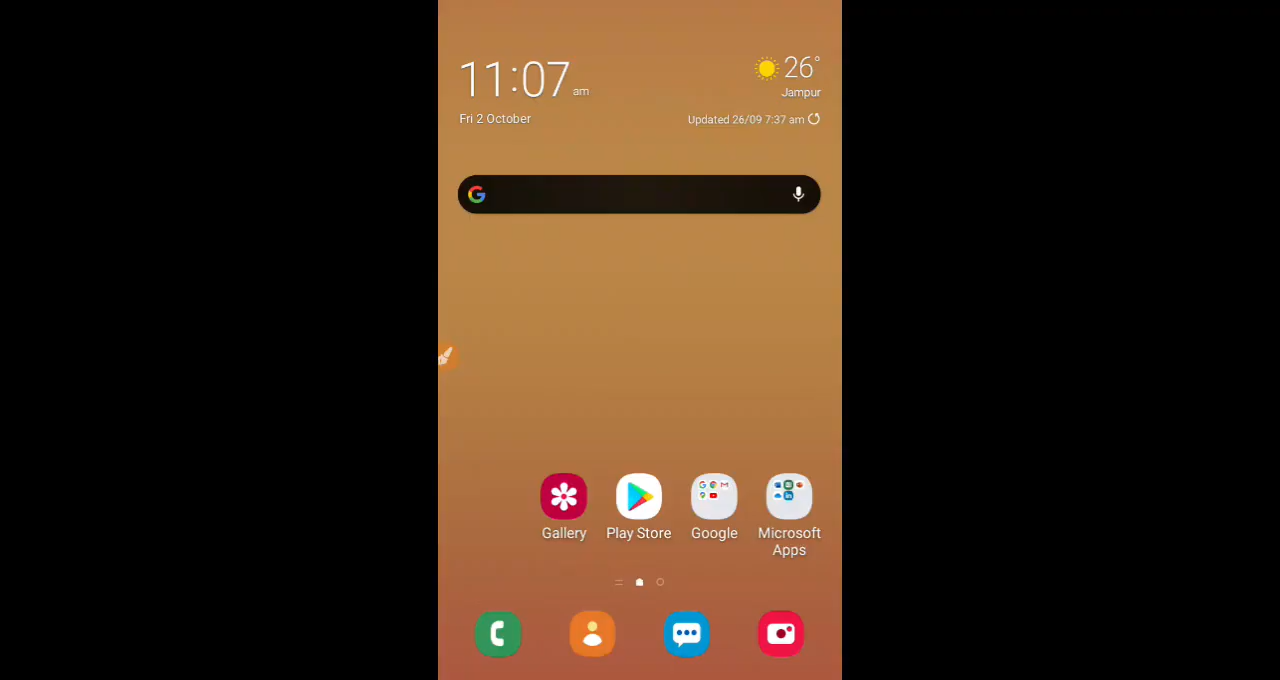 11:07 am
26°
Jampur
Fri 2 October
Updated 26/09 7:37 am
Gallery
Play Store
Google
Microsoft
Apps